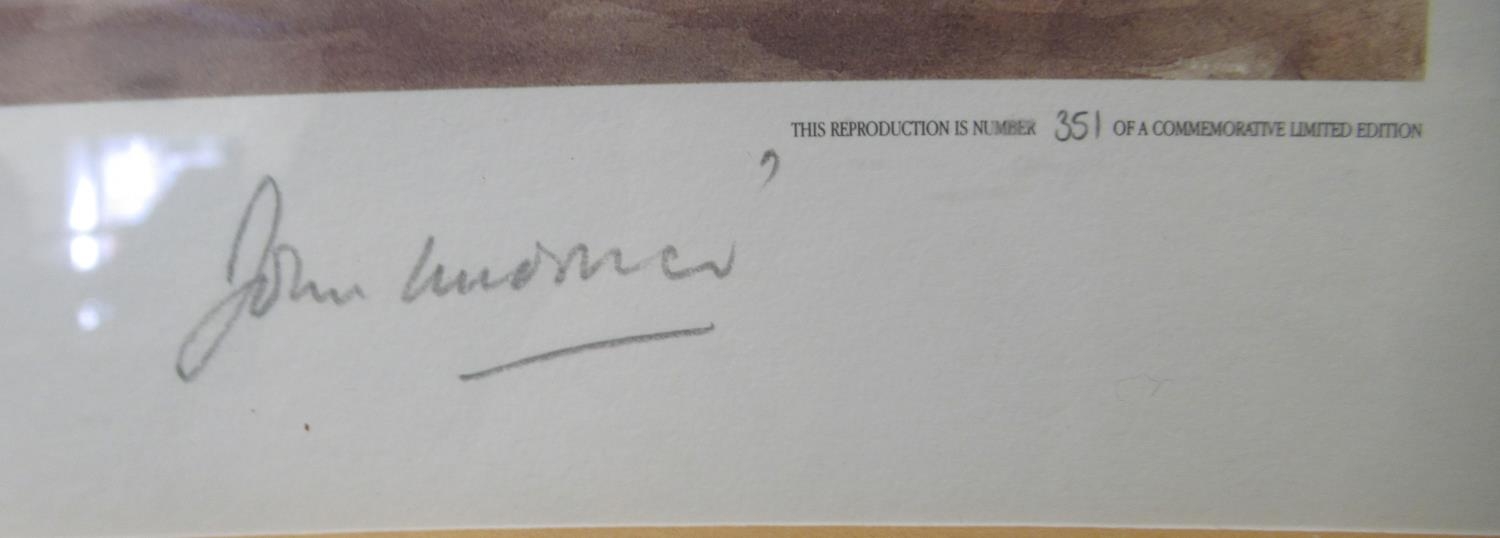 THIS REPRODUCTION IS NUMBER 351 OF A COMMEMORATIVE LIMITED EDITION
John